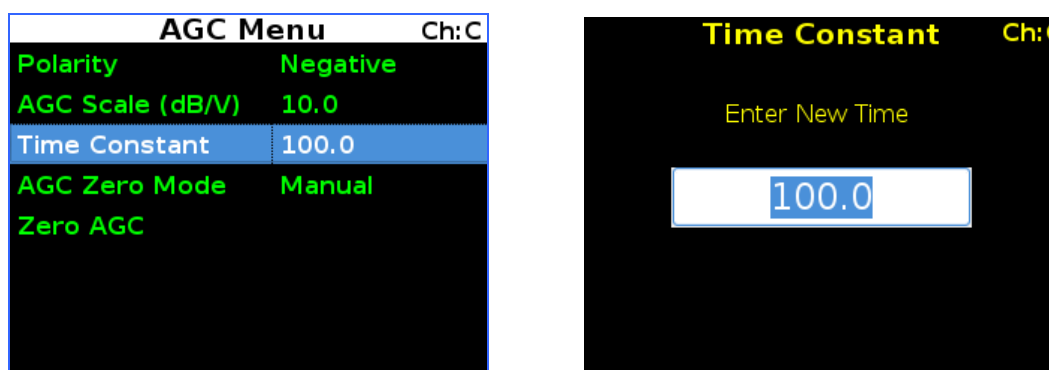 AGC Menu Ch:C
Polarity Negative
AGC Scale (dB/V) 10.0
Time Constant 100.0
AGC Zero Mode Manual
Zero AGC
Time Constant Ch:
Enter New Time
100.0